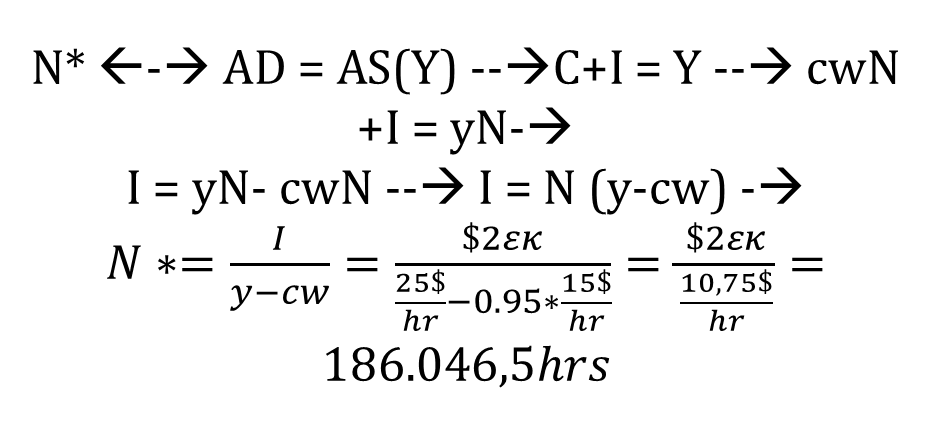 N* ←-→ AD = AS(Y) --→C+I = Y --→ cwN
+I = yN-→
I = yN- cwN --→ I = N (y-cw) -→
N ∗= I / (y−cw) = $2εκ / (25$/hr −0.95∗ 15$/hr) = $2εκ / (10,75$/hr) =
186.046,5hrs